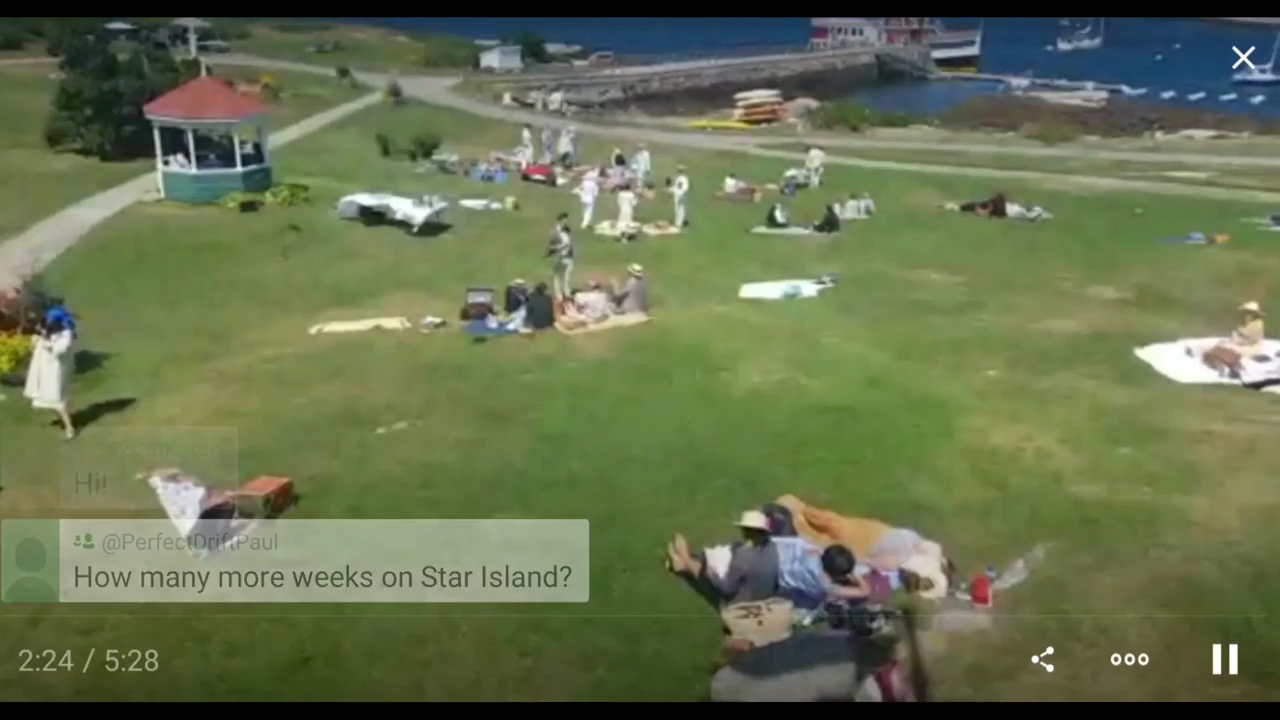 Hi!
@PerfectDriftPaul
How many more weeks on Star Island?
2:24 / 5:28